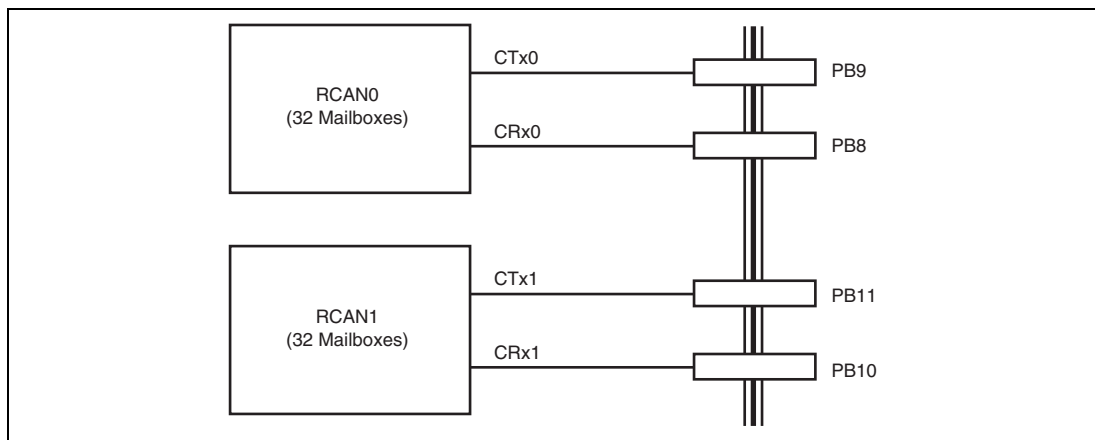 CTx0
PB9
RCAN0
(32 Mailboxes)
CRx0
PB8
CTx1
PB11
RCAN1
(32 Mailboxes)
CRx1
PB10